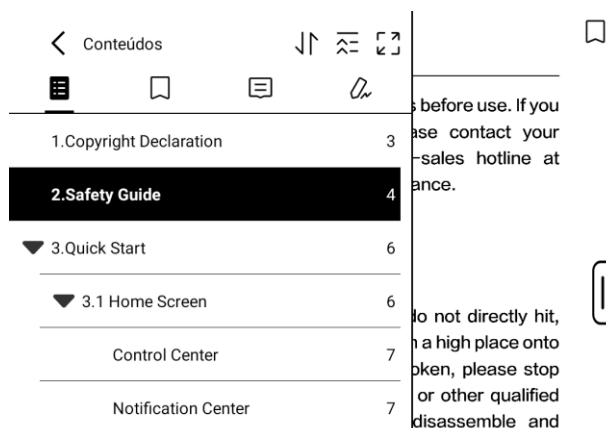 Conteúdos
1.Copyright Declaration 3
2.Safety Guide 4
3.Quick Start 6
3.1 Home Screen 6
Control Center 7
Notification Center 7
before use. If you
contact your
-sales hotline at
ance.
do not directly hit,
a high place onto
oken, please stop
or other qualified
disassemble and